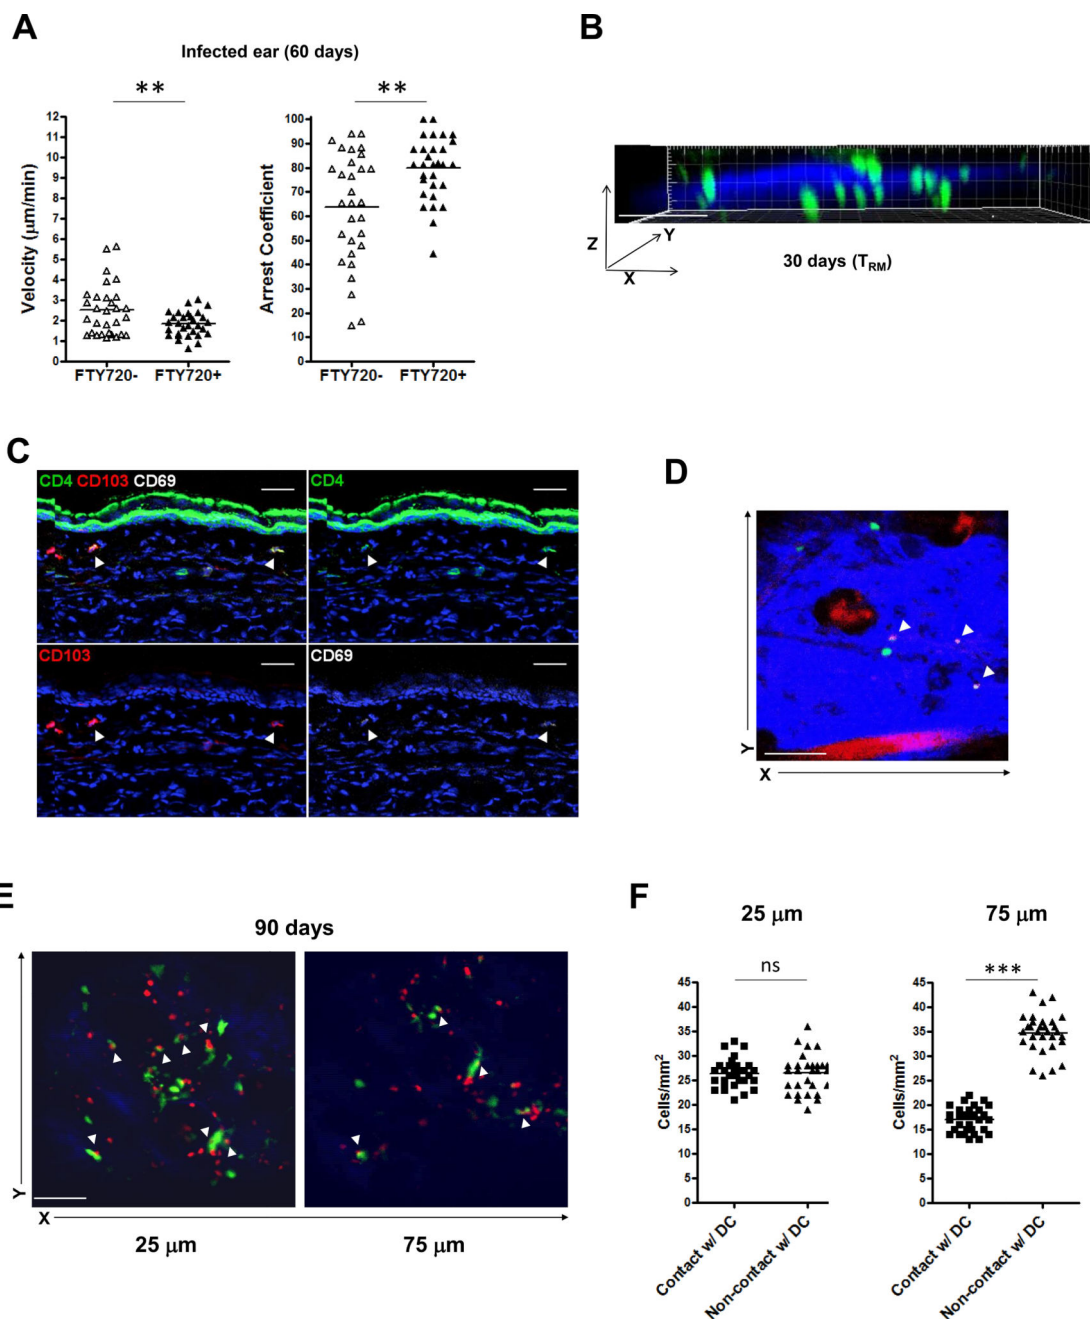 A
Infected ear (60 days)
**
**
Velocity (µm/min)
12
11
10
9
8
7
6
5
4
3
2
1
0
FTY720-
FTY720+
Arrest Coefficient
100
90
80
70
60
50
40
30
20
10
0
FTY720-
FTY720+
B
Z
Y
X
30 days (TRM)
C
CD4 CD103 CD69
CD4
CD103
CD69
D
Y
X
E
90 days
Y
X
25 µm
75 µm
F
25 µm
75 µm
ns
***
Cells/mm²
45
40
35
30
25
20
15
10
5
0
Contact w/ DC
Non-contact w/ DC
Cells/mm²
45
40
35
30
25
20
15
10
5
0
Contact w/ DC
Non-contact w/ DC